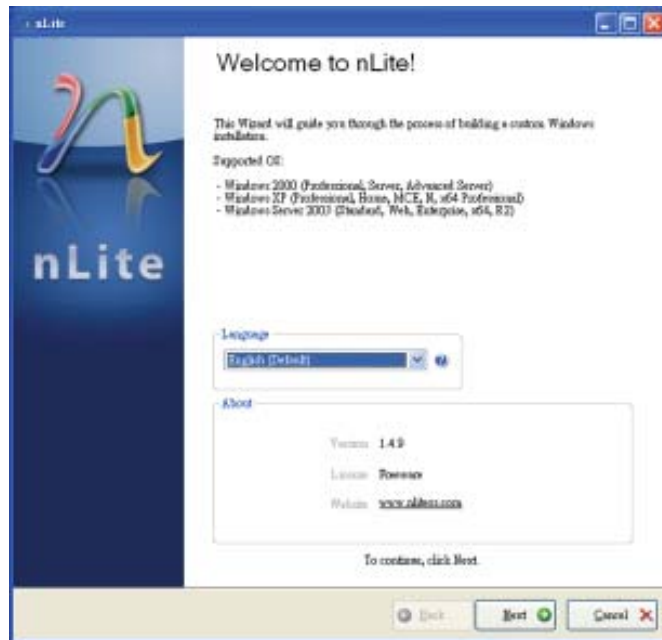 nLite
Welcome to nLite!
This Wizard will guide you through the process of building a custom Windows
installation.
Supported OS:
- Windows 2000 (Professional, Server, Advanced Server)
- Windows XP (Professional, Home, MCE, N, x64 Professional)
- Windows Server 2003 (Standard, Web, Enterprise, x64, R2)
nLite
Language
English (Default)
About
Version 1.4.9
License Freeware
Website www.nliteos.com
To continue, click Next.
Back Next Cancel